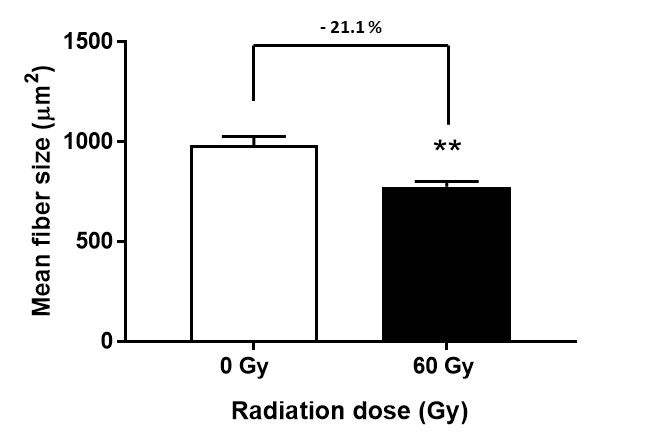 - 21.1 %
1500
1000
500
0
Mean fiber size (µm²)
**
0 Gy
60 Gy
Radiation dose (Gy)